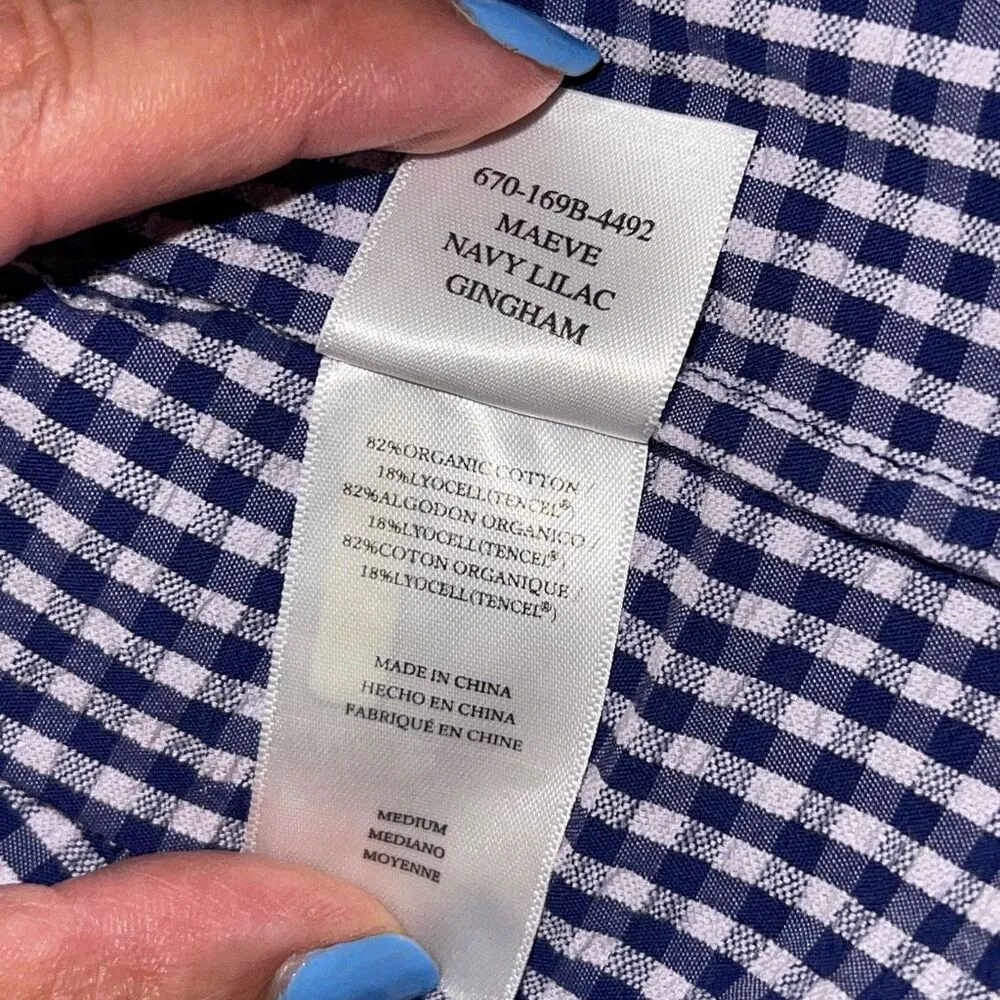 670-169B-4492
MAEVE
NAVY LILAC
GINGHAM
82%ORGANIC COTTON
18%LYOCELL(TENCEL®)
82%ALGODON ORGANICO /
18%LYOCELL(TENCEL®)
82%COTON ORGANIQUE /
18%LYOCELL(TENCEL®)
MADE IN CHINA
HECHO EN CHINA
FABRIQUÉ EN CHINE
MEDIUM
MEDIANO
MOYENNE